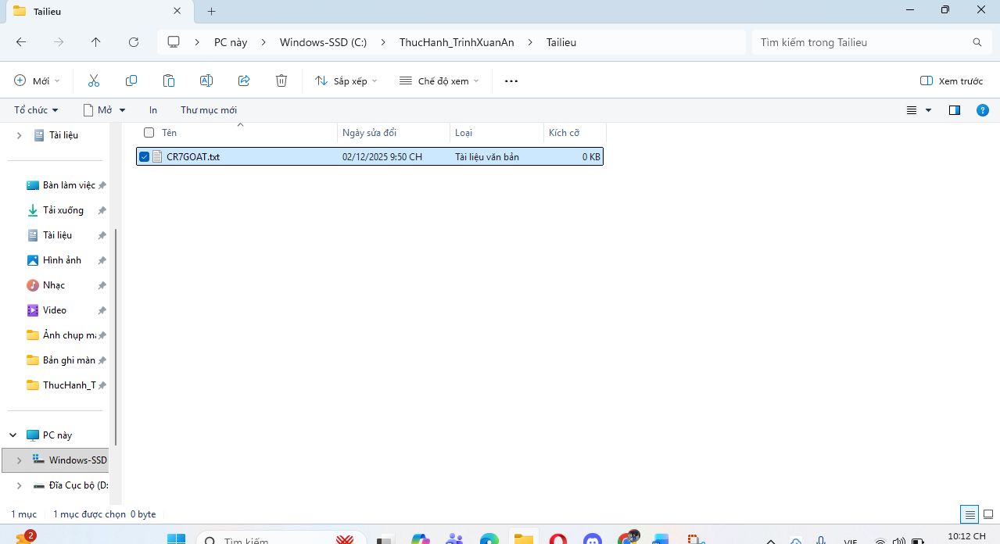 Tailieu
PC này
Windows-SSD (C:)
ThucHanh_TrinhXuanAn
Tailieu
Tìm kiếm trong Tailieu
Mới
Sắp xếp
Chế độ xem
Xem trước
Tổ chức
Mở
In
Thư mục mới
Tên
Ngày sửa đổi
Loại
Kích cỡ
CR7GOAT.txt
02/12/2025 9:50 CH
Tài liệu văn bản
0 KB
Tài liệu
Bàn làm việc
Tải xuống
Tài liệu
Hình ảnh
Nhạc
Video
Ảnh chụp mà
Bản ghi màn
ThucHanh_T
PC này
Windows-SSD
Đĩa Cục bộ (D:
1 mục
1 mục được chọn 0 byte
2
Tìm kiếm
VIE
10:12 CH